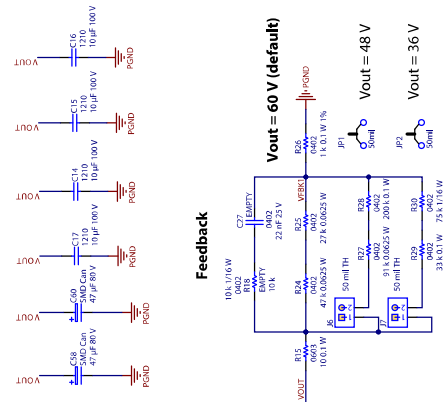 VOUT
C16
1210
10 µF 100 V
PGND
VOUT
C15
1210
10 µF 100 V
PGND
VOUT
C14
1210
10 µF 100 V
PGND
VOUT
C17
1210
10 µF 100 V
PGND
VOUT
C60
SMD Can
47 µF 80 V
PGND
VOUT
C58
SMD Can
47 µF 80 V
PGND
Feedback
Vout = 60 V (default)
Vout = 48 V
Vout = 36 V
PGND
R26
0402
1 k 0.1 W 1%
JP1
50mil
JP2
50mil
VFBK1
C27
EMPTY
0402
22 nF 25 V
10 k 1/16 W
0402
R18
EMPTY
10 k
R25
0402
27 k 0.0625 W
R24
0402
47 k 0.0625 W
R28
0402
200 k 0.1 W
R27
0402
91 k 0.0625 W
R30
0402
75 k 1/16 W
R29
0402
33 k 0.1 W
50 mil TH
J6
1 2
50 mil TH
J7
1 2
R15
0603
10 0.1 W
VOUT